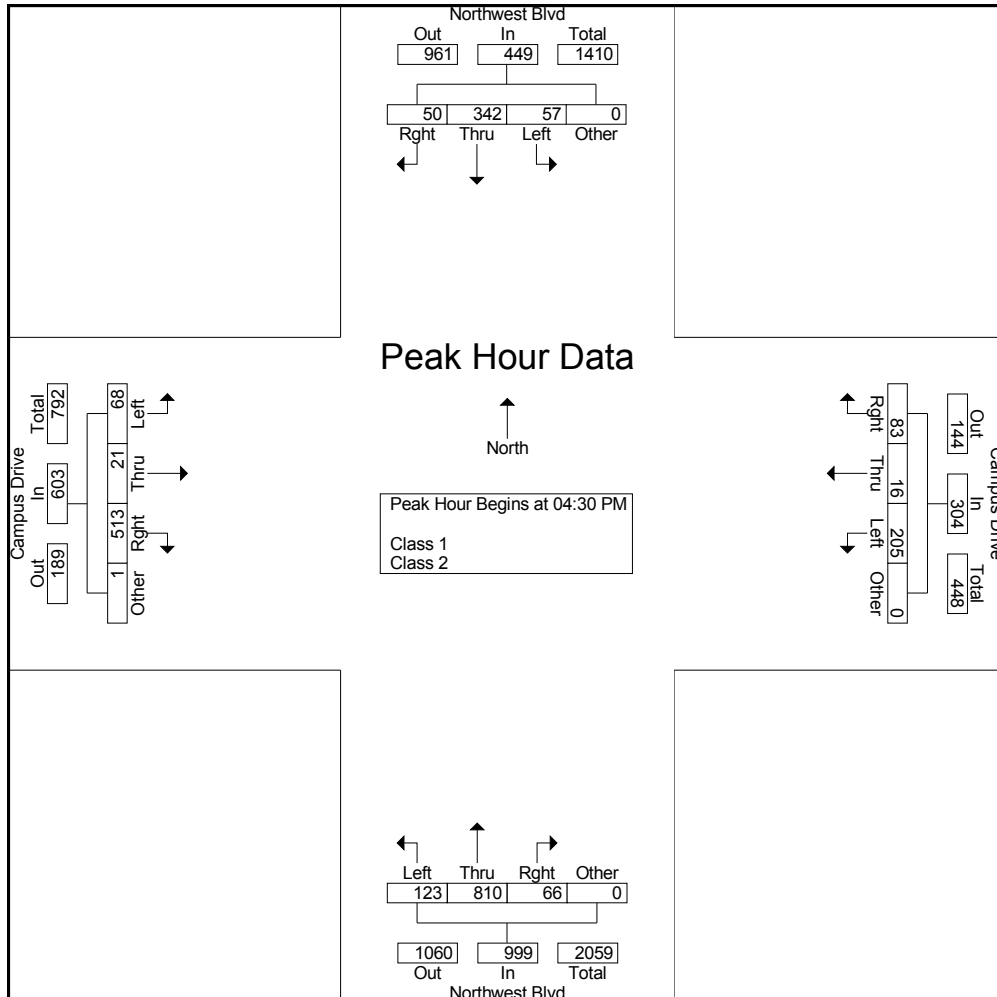 Northwest Blvd
Out In Total
961 449 1410
50 342 57 0
Rght Thru Left Other
Peak Hour Data
North
Peak Hour Begins at 04:30 PM
Class 1
Class 2
Campus Drive
Total In Out
792 603 189
68 21 513 1
Left Thru Rght Other
Rght Thru Left Other
83 16 205 0
Out In Total
144 304 448
Campus Drive
Left Thru Rght Other
123 810 66 0
1060 999 2059
Out In Total
Northwest Blvd